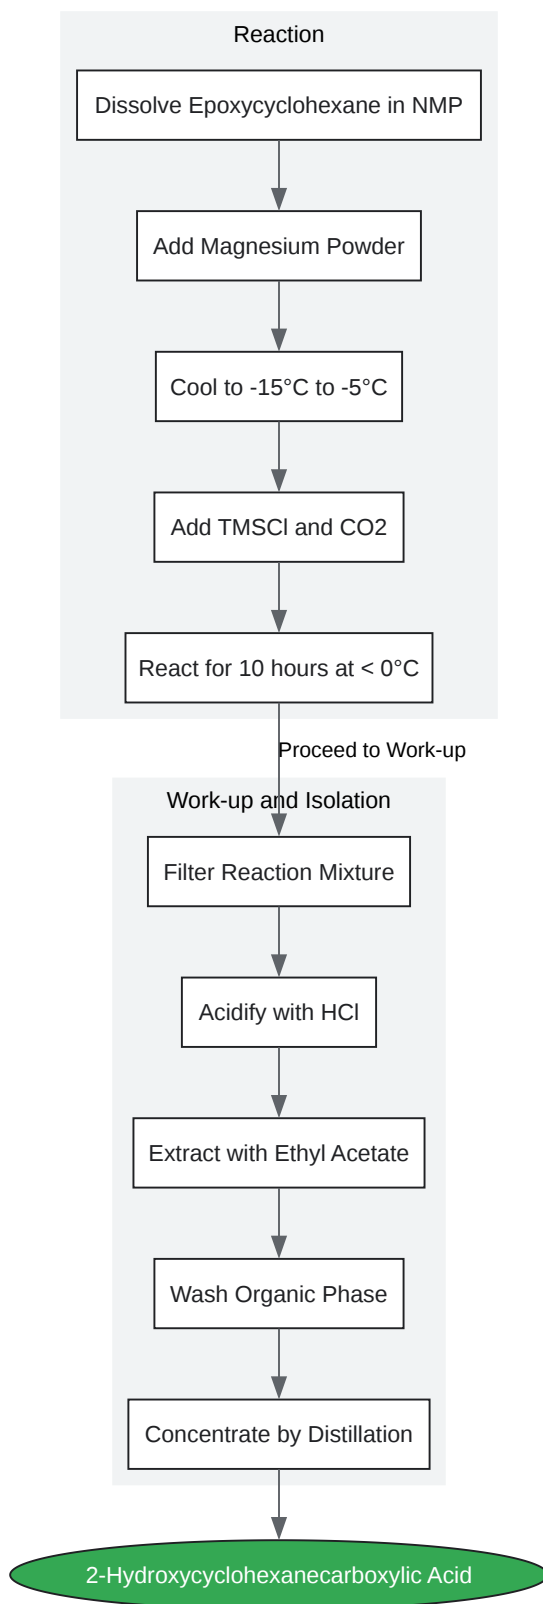 Reaction
Dissolve Epoxycyclohexane in NMP
Add Magnesium Powder
Cool to -15°C to -5°C
Add TMSCl and CO2
React for 10 hours at < 0°C
Proceed to Work-up
Work-up and Isolation
Filter Reaction Mixture
Acidify with HCl
Extract with Ethyl Acetate
Wash Organic Phase
Concentrate by Distillation
2-Hydroxycyclohexanecarboxylic Acid